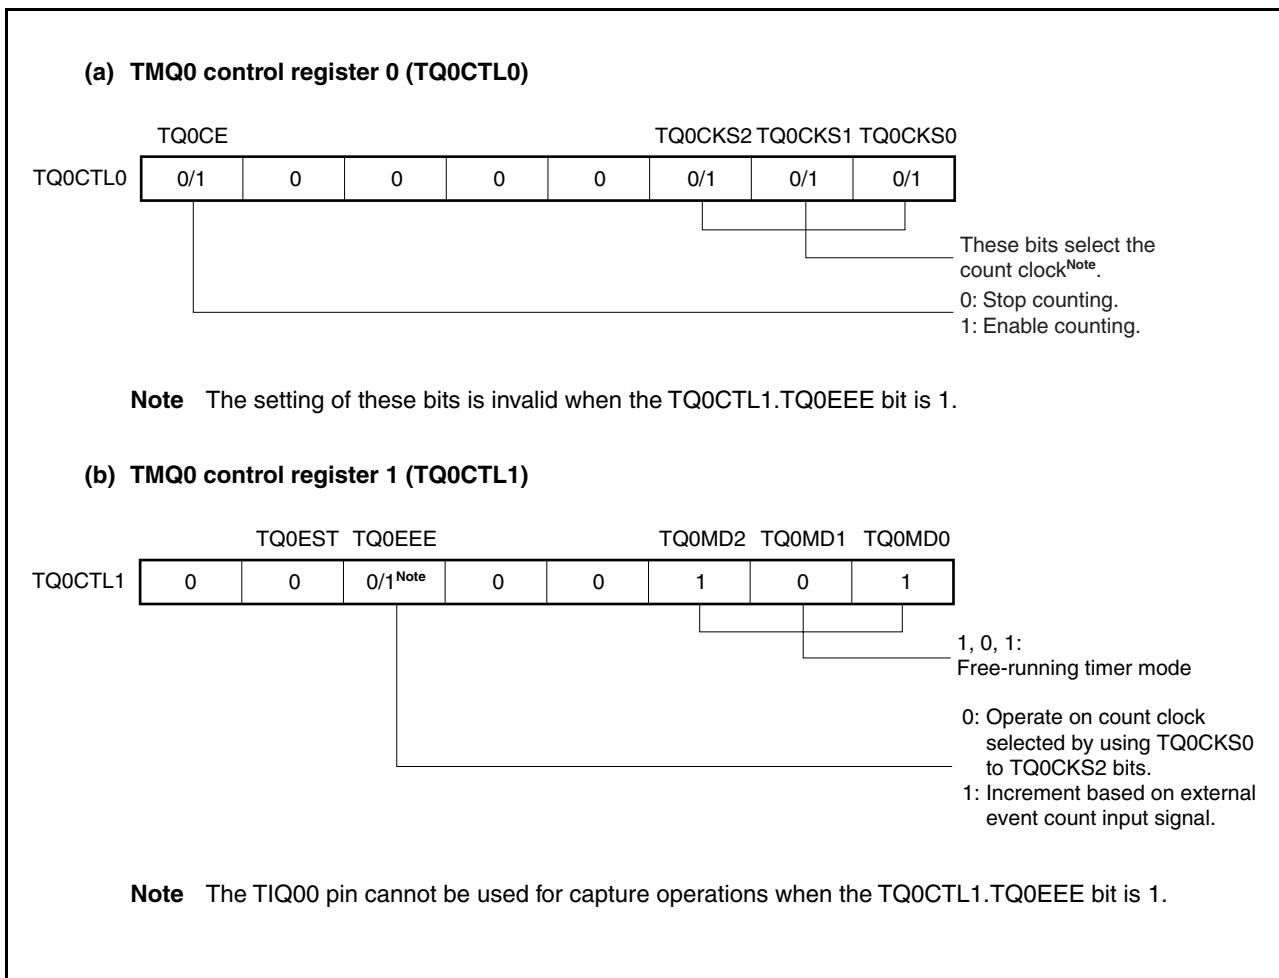 (a) TMQ0 control register 0 (TQ0CTL0)
TQ0CE TQ0CKS2 TQ0CKS1 TQ0CKS0
TQ0CTL0 0/1 0 0 0 0 0/1 0/1 0/1
These bits select the
count clockNote.
0: Stop counting.
1: Enable counting.
Note The setting of these bits is invalid when the TQ0CTL1.TQ0EEE bit is 1.
(b) TMQ0 control register 1 (TQ0CTL1)
TQ0EST TQ0EEE TQ0MD2 TQ0MD1 TQ0MD0
TQ0CTL1 0 0 0/1Note 0 0 1 0 1
1, 0, 1:
Free-running timer mode
0: Operate on count clock
selected by using TQ0CKS0
to TQ0CKS2 bits.
1: Increment based on external
event count input signal.
Note The TIQ00 pin cannot be used for capture operations when the TQ0CTL1.TQ0EEE bit is 1.